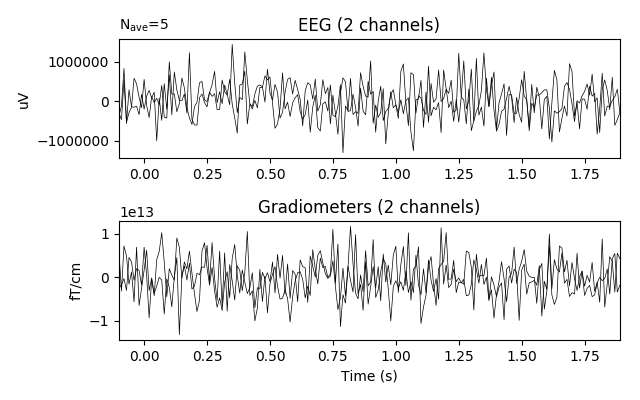 N_ave=5
EEG (2 channels)
1000000
0
−1000000
uV
0.00 0.25 0.50 0.75 1.00 1.25 1.50 1.75
1e13
Gradiometers (2 channels)
1
0
−1
fT/cm
0.00 0.25 0.50 0.75 1.00 1.25 1.50 1.75
Time (s)